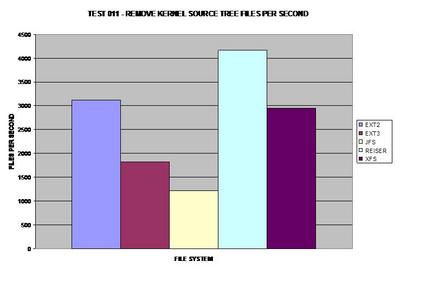 TEST 011 - REMOVE KERNEL SOURCE TREE FILES PER SECOND
4500
4000
3500
3000
2500
2000
1500
1000
500
0
FILES PER SECOND
FILE SYSTEM
EXT2
EXT3
JFS
REISER
XFS